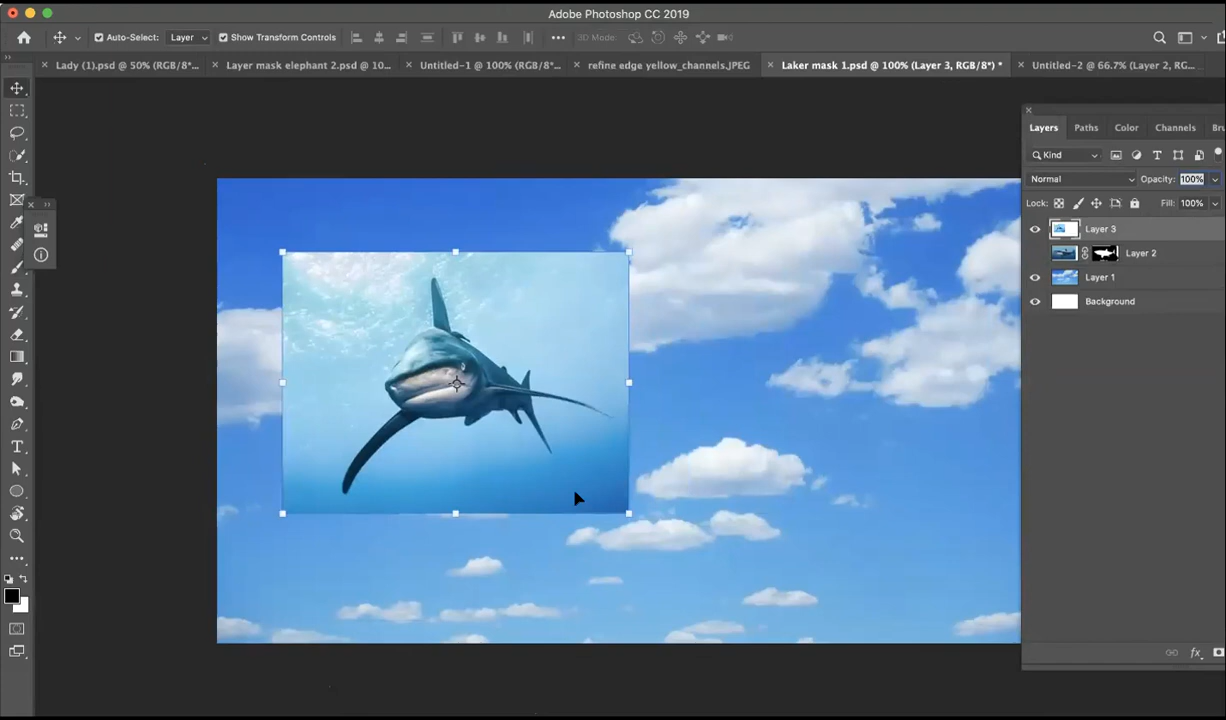 Adobe Photoshop CC 2019
Auto-Select: Layer Show Transform Controls 3D Mode:
Lady (1).psd @ 50% (RGB/8*... Layer mask elephant 2.psd @ 10... Untitled-1 @ 100% (RGB/8*... refine edge yellow_channels.JPEG Laker mask 1.psd @ 100% (Layer 3, RGB/8*) * Untitled-2 @ 66.7% (Layer 2, RG...
Layers Paths Color Channels Bru
Kind
Normal Opacity: 100%
Lock: Fill: 100%
Layer 3
Layer 2
Layer 1
Background
fx